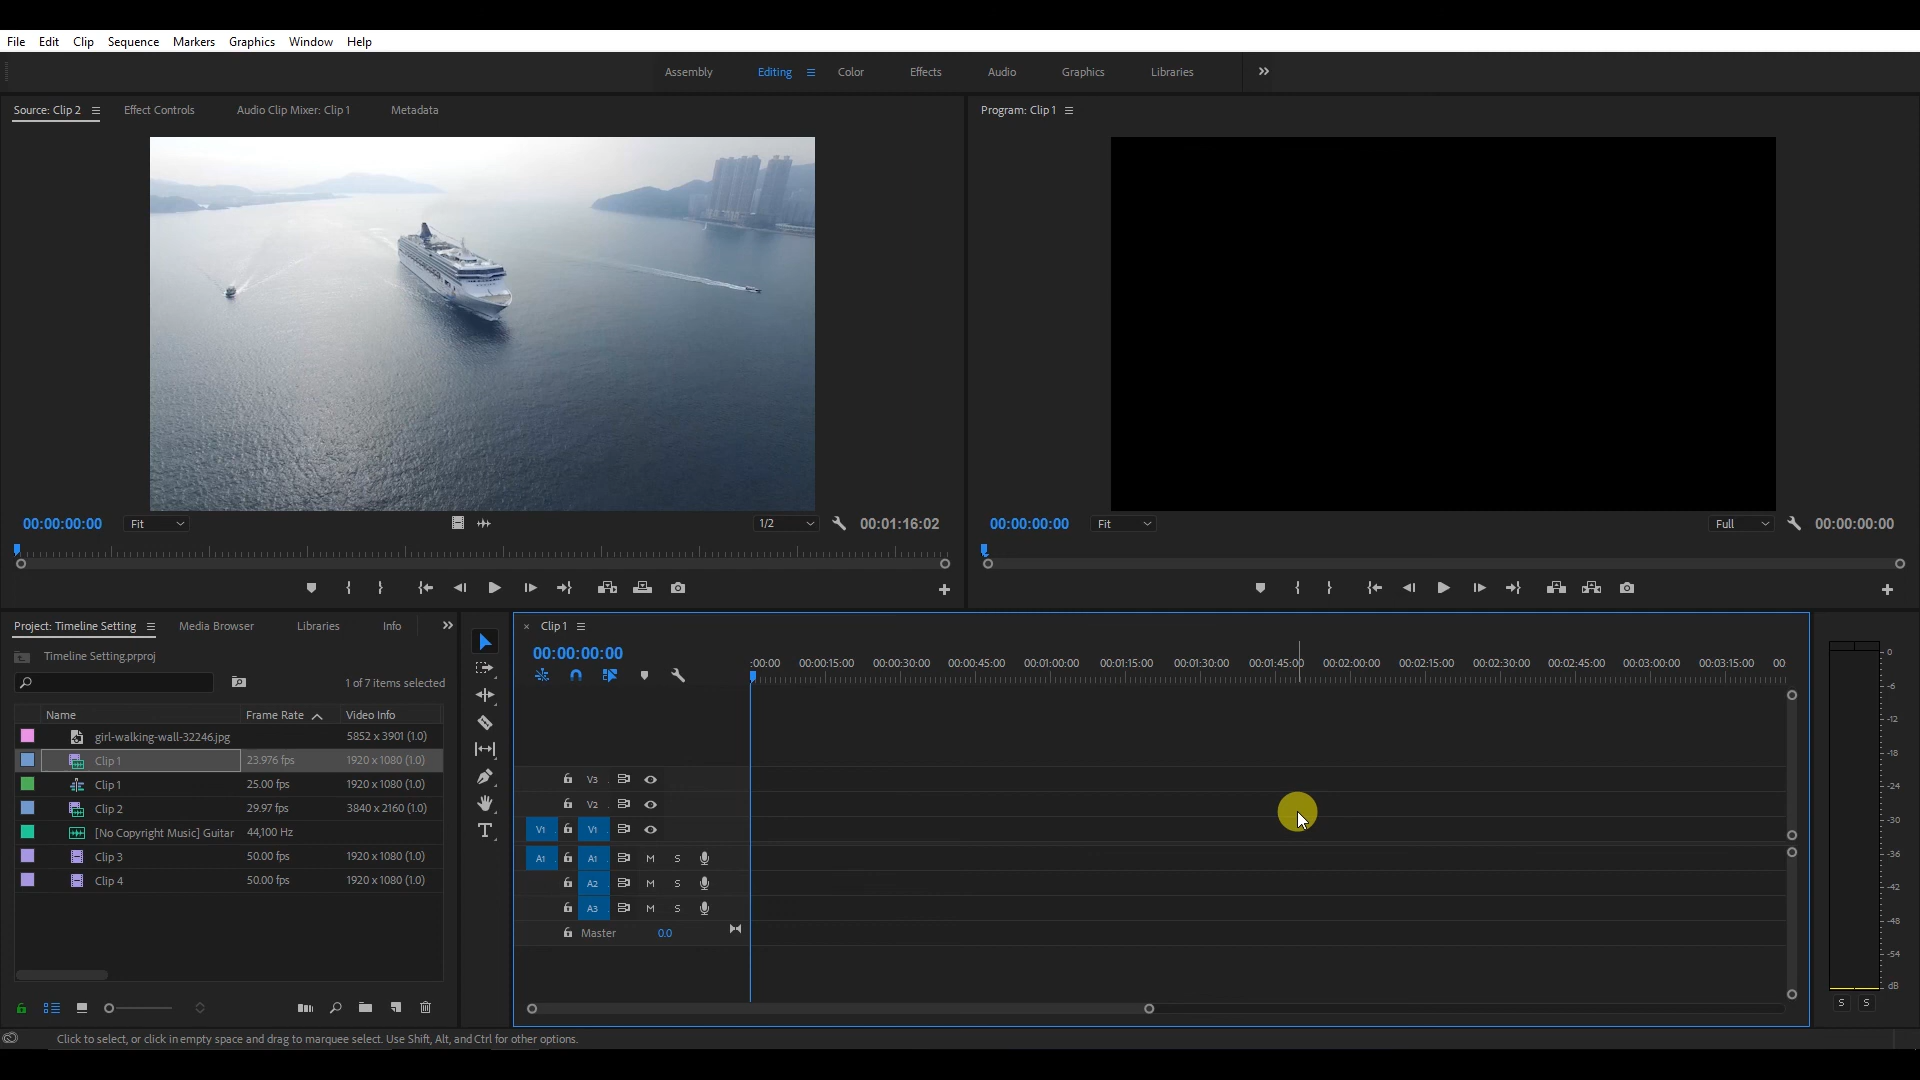 File Edit Clip Sequence Markers Graphics Window Help
Assembly Editing Color Effects Audio Graphics Libraries
Source: Clip 2 Effect Controls Audio Clip Mixer: Clip 1 Metadata
Program: Clip 1
00:00:00:00 Fit 1/2 00:01:16:02
00:00:00:00 Fit Full 00:00:00:00
Project: Timeline Setting Media Browser Libraries Info
Timeline Setting.prproj
1 of 7 items selected
Name Frame Rate Video Info
girl-walking-wall-32246.jpg 5852 x 3901 (1.0)
Clip 1 23.976 fps 1920 x 1080 (1.0)
Clip 1 25.00 fps 1920 x 1080 (1.0)
Clip 2 29.97 fps 3840 x 2160 (1.0)
[No Copyright Music] Guitar 44,100 Hz
Clip 3 50.00 fps 1920 x 1080 (1.0)
Clip 4 50.00 fps 1920 x 1080 (1.0)
T
Clip 1
00:00:00:00
:00:00 00:00:15:00 00:00:30:00 00:00:45:00 00:01:00:00 00:01:15:00 00:01:30:00 00:01:45:00 00:02:00:00 00:02:15:00 00:02:30:00 00:02:45:00 00:03:00:00 00:03:15:00 00
V3
V2
V1 V1
A1 A1 M S
A2 M S
A3 M S
Master 0.0
0
-6
-12
-18
-24
-30
-36
-42
-48
-54
dB
S S
Click to select, or click in empty space and drag to marquee select. Use Shift, Alt, and Ctrl for other options.